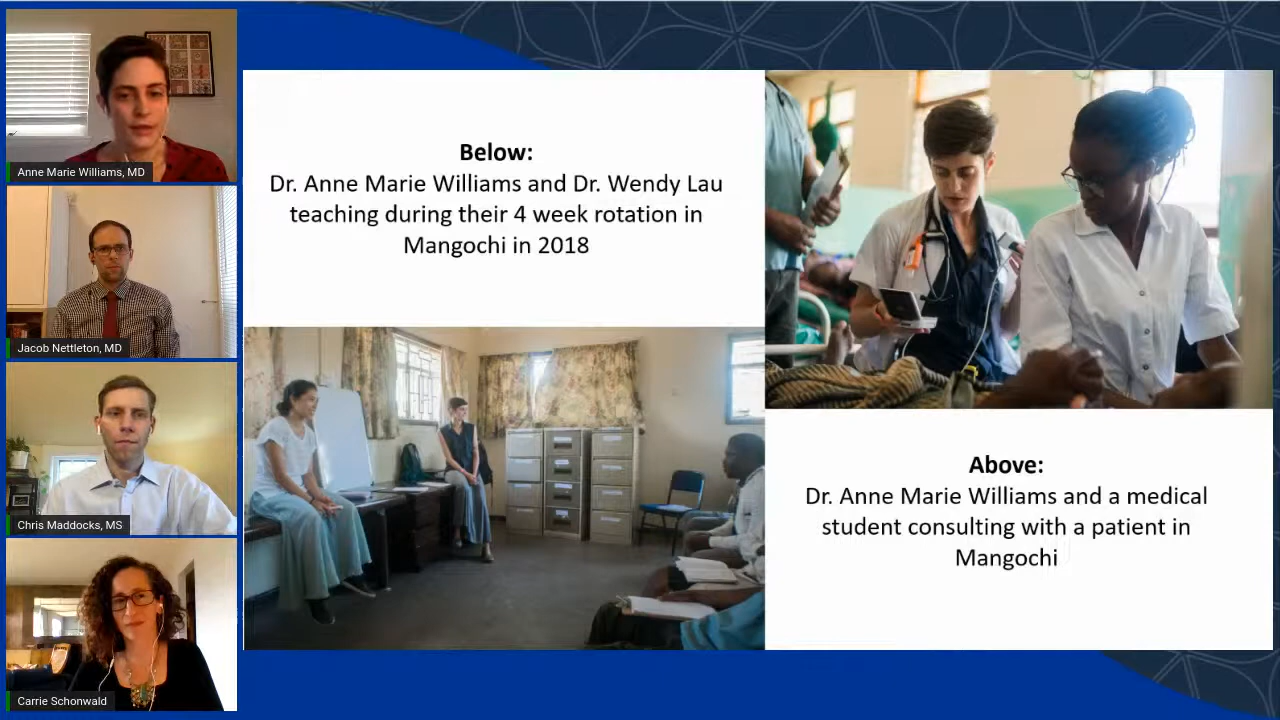 Anne Marie Williams, MD
Jacob Nettleton, MD
Chris Maddocks, MS
Carrie Schonwald
Below:
Dr. Anne Marie Williams and Dr. Wendy Lau
teaching during their 4 week rotation in
Mangochi in 2018
Above:
Dr. Anne Marie Williams and a medical
student consulting with a patient in
Mangochi